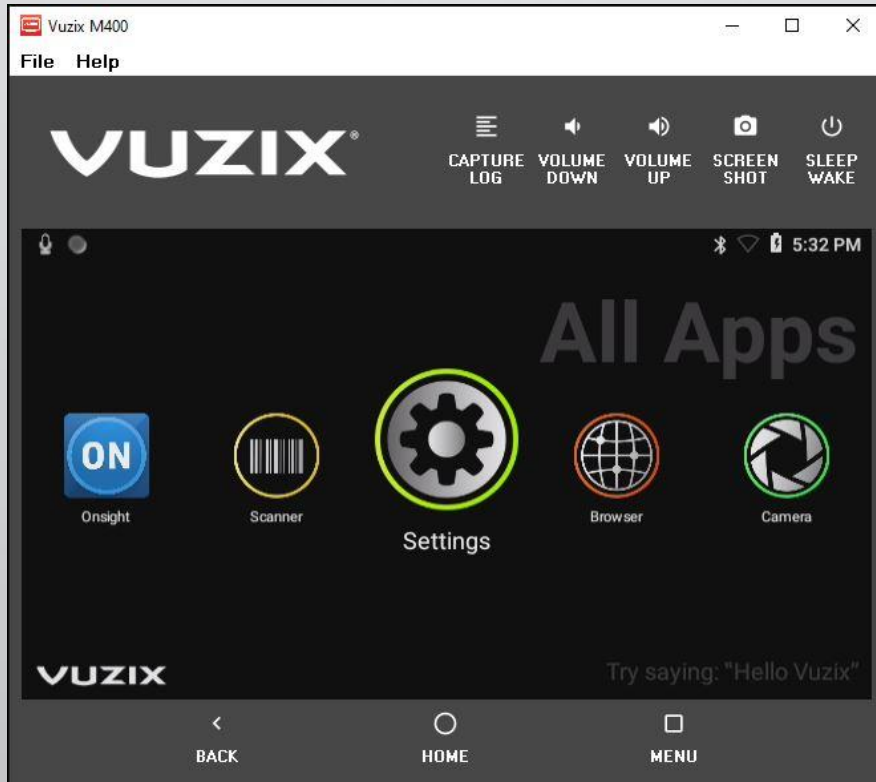 Vuzix M400
File Help
VUZIX®
CAPTURE LOG
VOLUME DOWN
VOLUME UP
SCREEN SHOT
SLEEP WAKE
5:32 PM
All Apps
ON
Onsight
Scanner
Settings
Browser
Camera
VUZIX
Try saying: "Hello Vuzix"
BACK
HOME
MENU